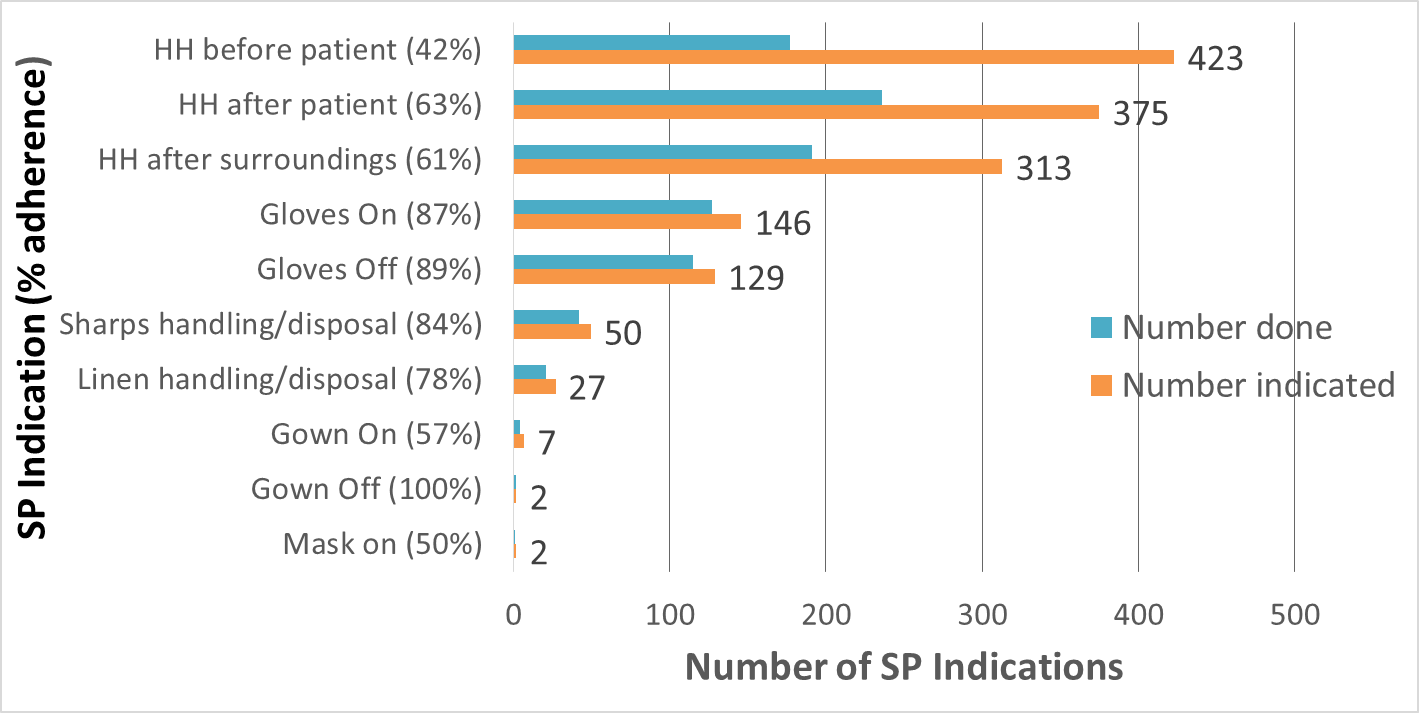 SP Indication (% adherence)
HH before patient (42%)
423
HH after patient (63%)
375
HH after surroundings (61%)
313
Gloves On (87%)
146
Gloves Off (89%)
129
Sharps handling/disposal (84%)
50
Linen handling/disposal (78%)
27
Gown On (57%)
7
Gown Off (100%)
2
Mask on (50%)
2
Number done
Number indicated
0 100 200 300 400 500
Number of SP Indications